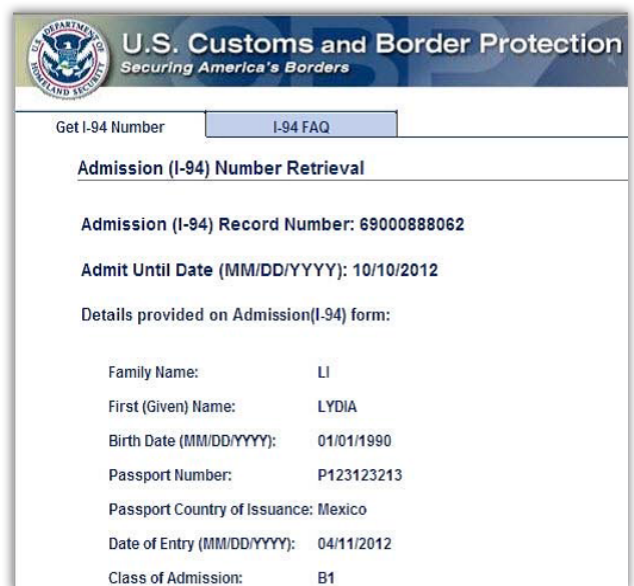 U.S. Customs and Border Protection
Securing America's Borders
Get I-94 Number I-94 FAQ
Admission (I-94) Number Retrieval
Admission (I-94) Record Number: 69000888062
Admit Until Date (MM/DD/YYYY): 10/10/2012
Details provided on Admission(I-94) form:
Family Name: LI
First (Given) Name: LYDIA
Birth Date (MM/DD/YYYY): 01/01/1990
Passport Number: P123123213
Passport Country of Issuance: Mexico
Date of Entry (MM/DD/YYYY): 04/11/2012
Class of Admission: B1